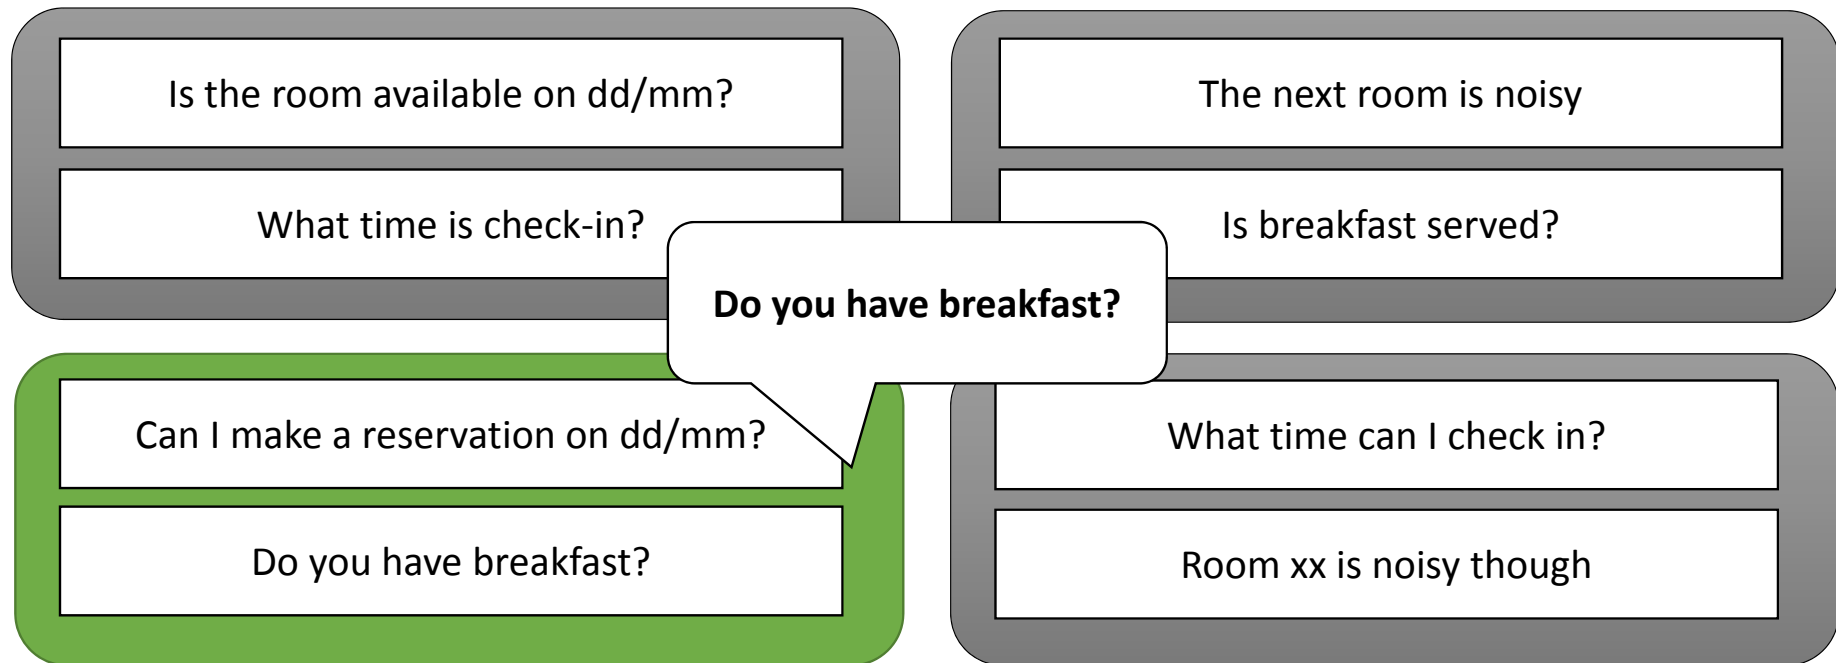 Is the room available on dd/mm?
What time is check-in?
The next room is noisy
Is breakfast served?
Do you have breakfast?
Can I make a reservation on dd/mm?
Do you have breakfast?
What time can I check in?
Room xx is noisy though